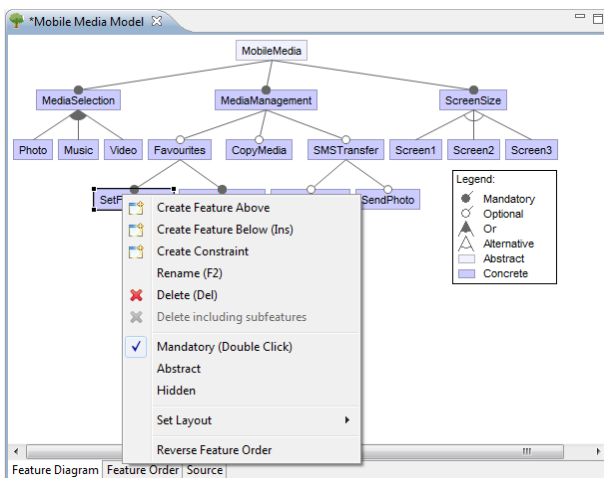 *Mobile Media Model
MobileMedia
MediaSelection MediaManagement ScreenSize
Photo Music Video Favourites CopyMedia SMSTransfer Screen1 Screen2 Screen3
SetF SendPhoto
Legend:
Mandatory
Optional
Or
Alternative
Abstract
Concrete
Create Feature Above
Create Feature Below (Ins)
Create Constraint
Rename (F2)
Delete (Del)
Delete including subfeatures
Mandatory (Double Click)
Abstract
Hidden
Set Layout
Reverse Feature Order
Feature Diagram Feature Order Source